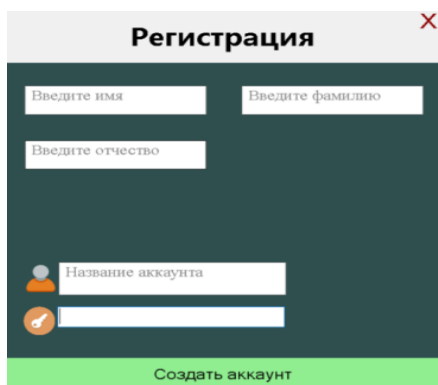 X
Регистрация
Введите имя
Введите фамилию
Введите отчество
Название аккаунта
Создать аккаунт